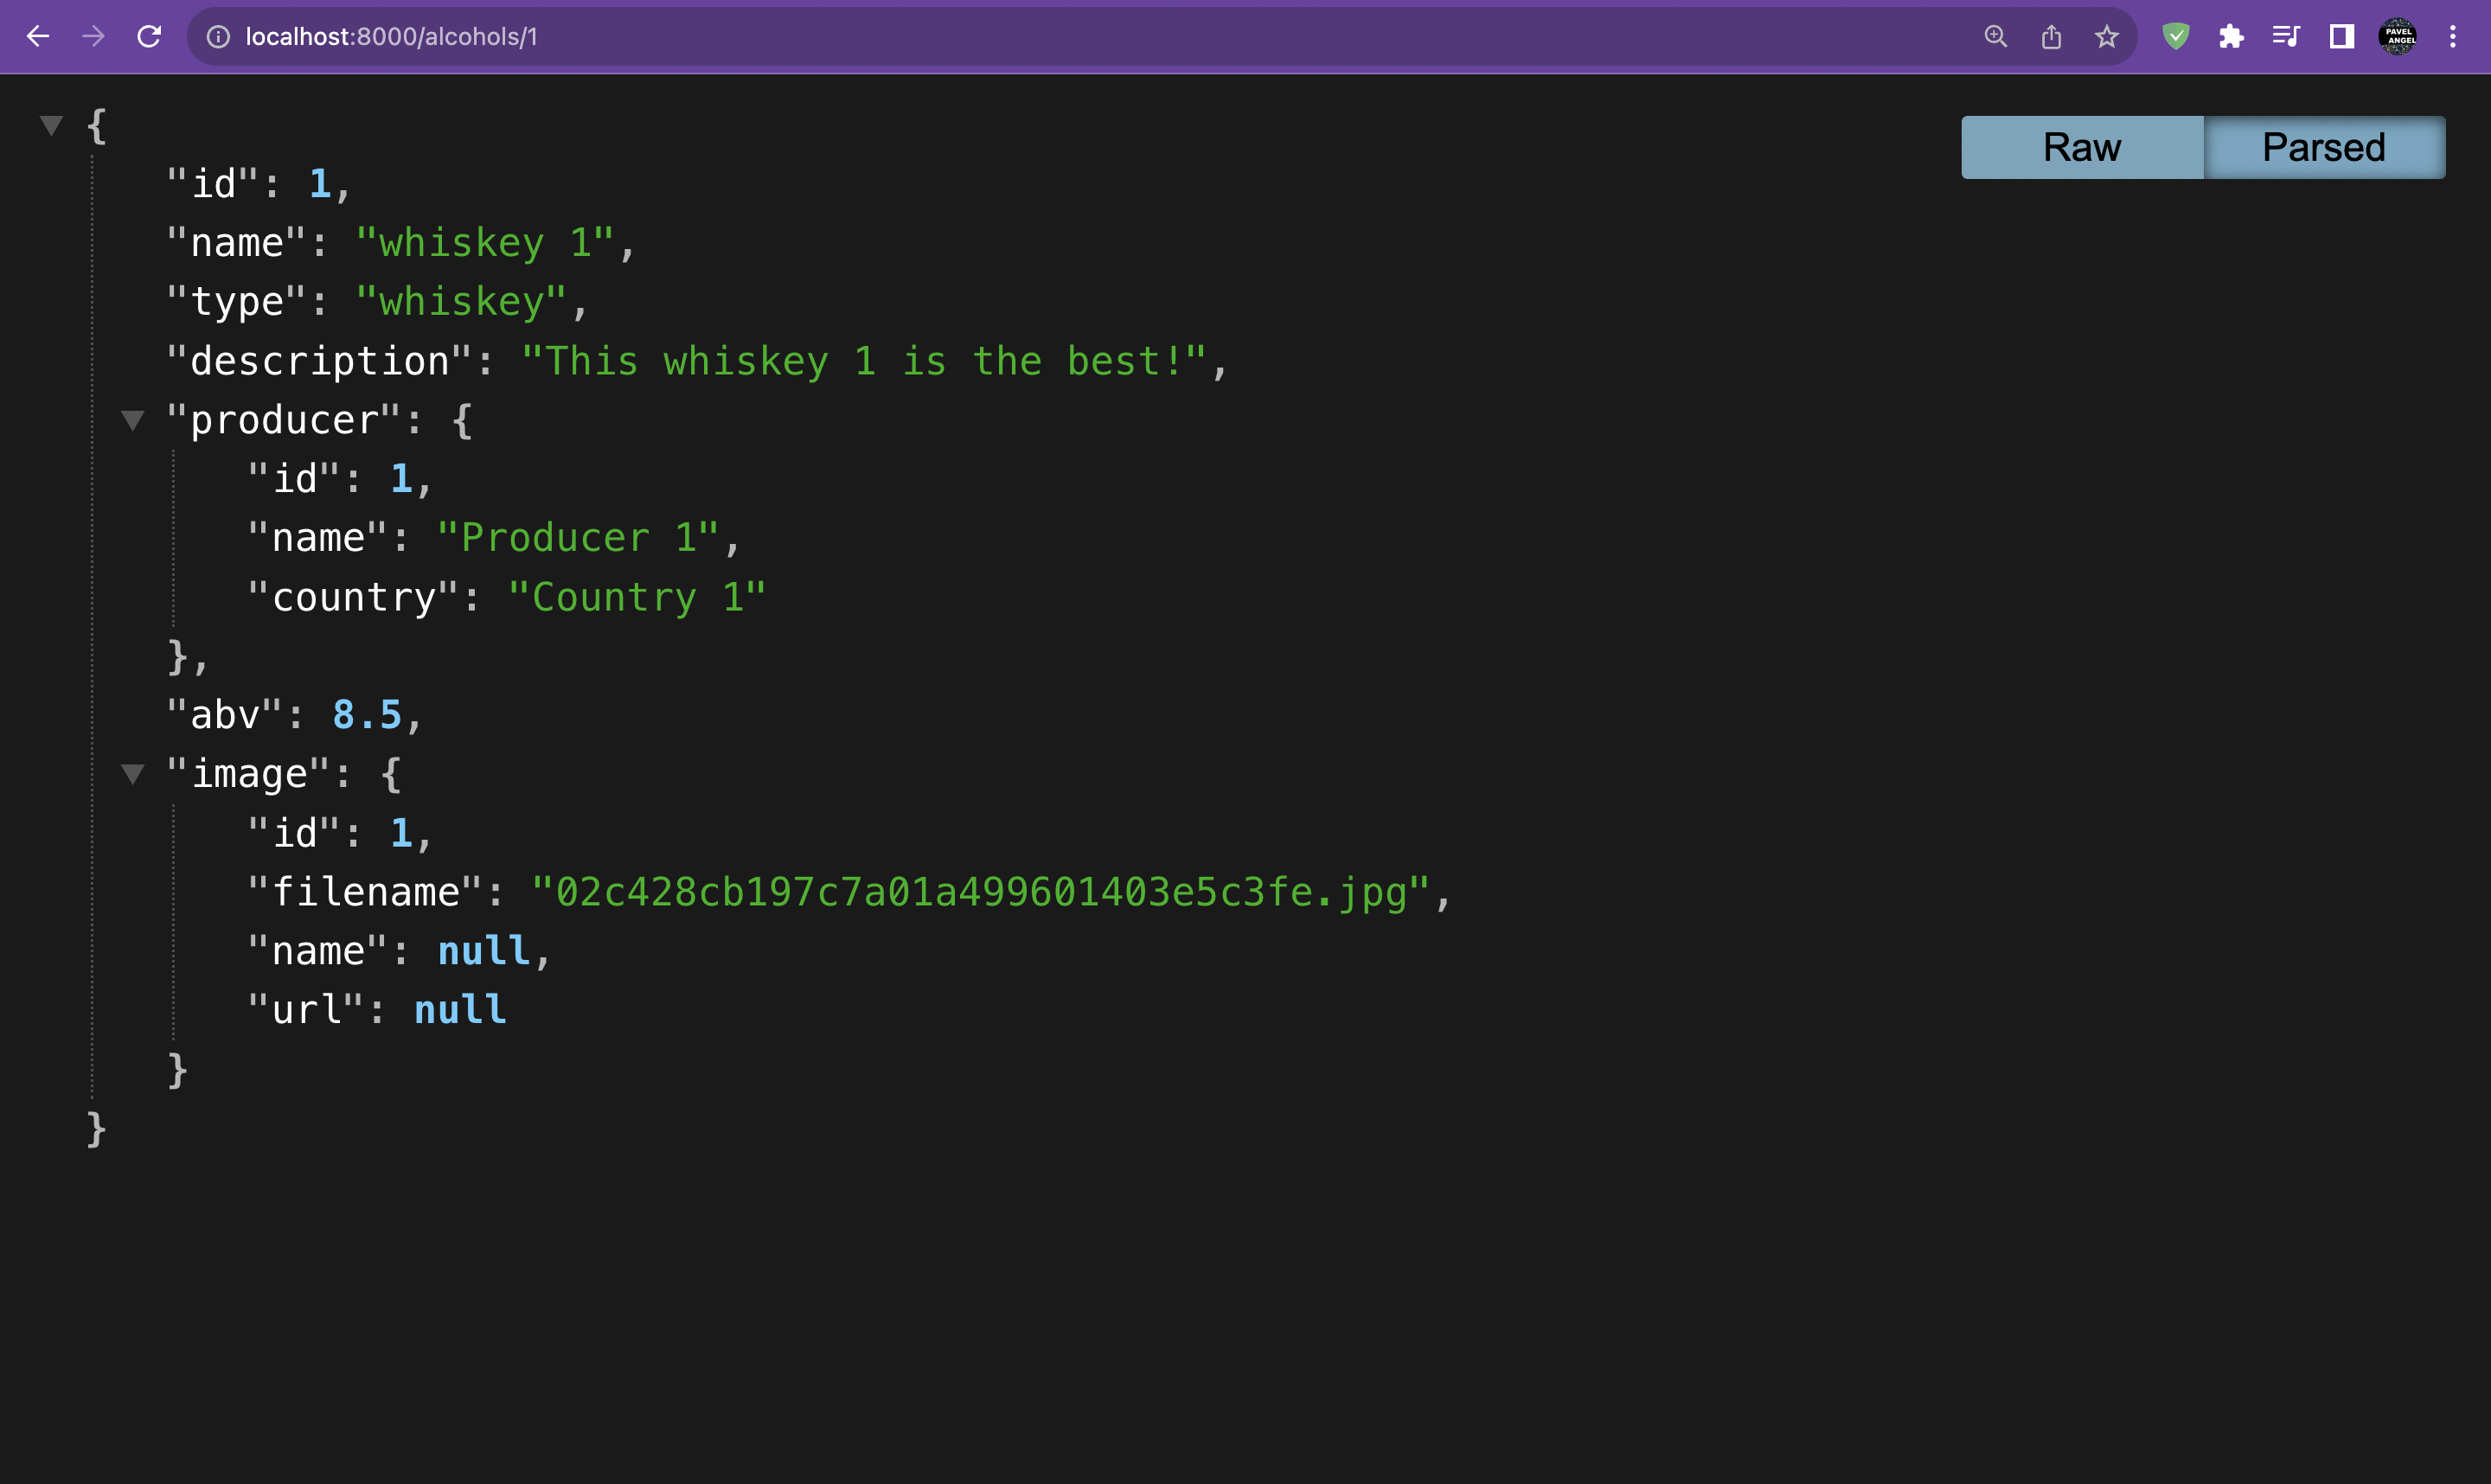 localhost:8000/alcohols/1
PAVEL
ANGEL
Raw Parsed
{
"id": 1,
"name": "whiskey 1",
"type": "whiskey",
"description": "This whiskey 1 is the best!",
"producer": {
"id": 1,
"name": "Producer 1",
"country": "Country 1"
},
"abv": 8.5,
"image": {
"id": 1,
"filename": "02c428cb197c7a01a499601403e5c3fe.jpg",
"name": null,
"url": null
}
}